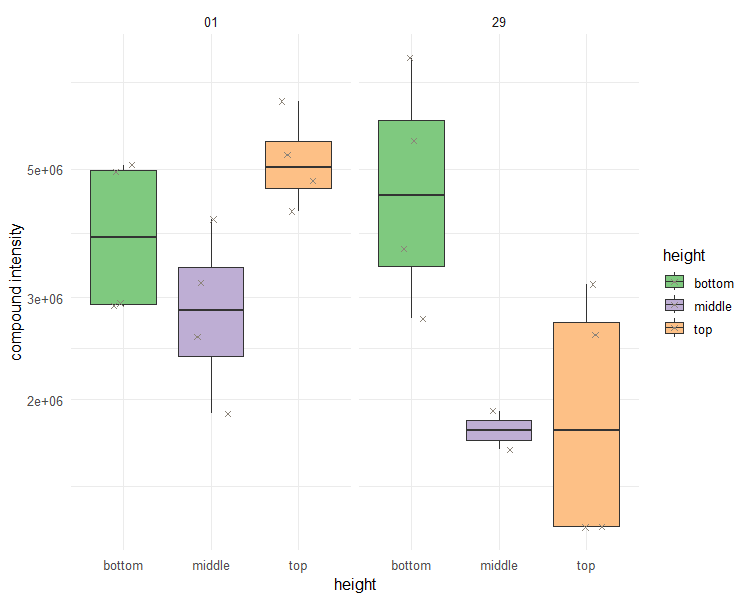 01 29
compound intensity
5e+06
3e+06
2e+06
bottom middle top bottom middle top
height
height
bottom
middle
top